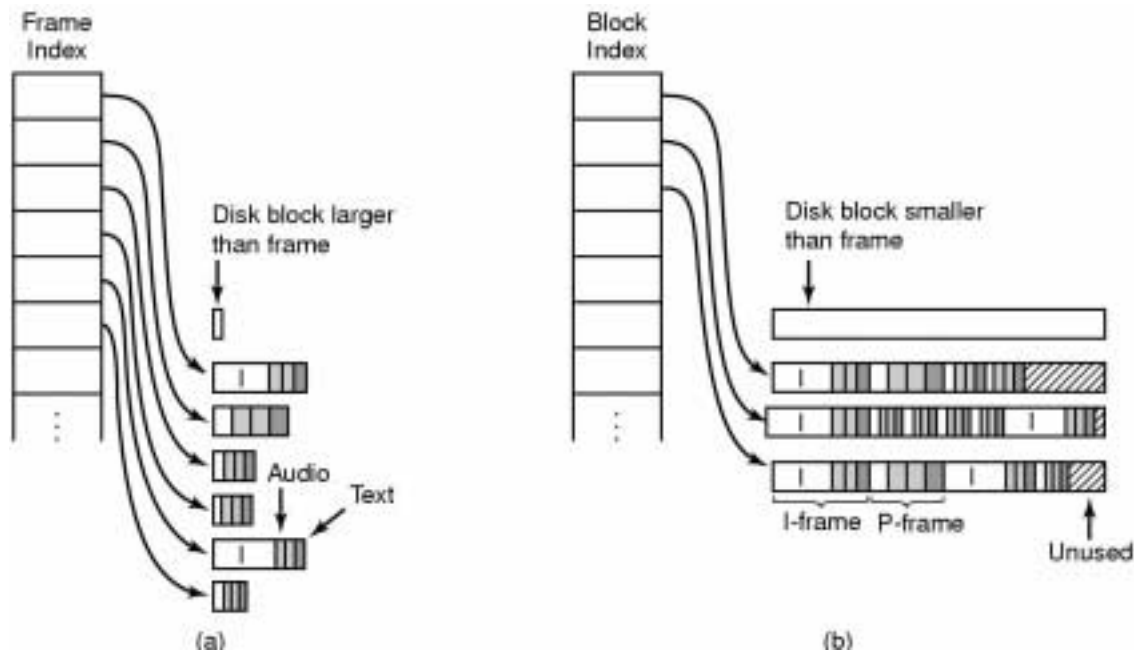 Frame
Index
Disk block larger
than frame
I
Audio
Text
I
(a)
Block
Index
Disk block smaller
than frame
I
I
I
I
I
I-frame
P-frame
Unused
(b)